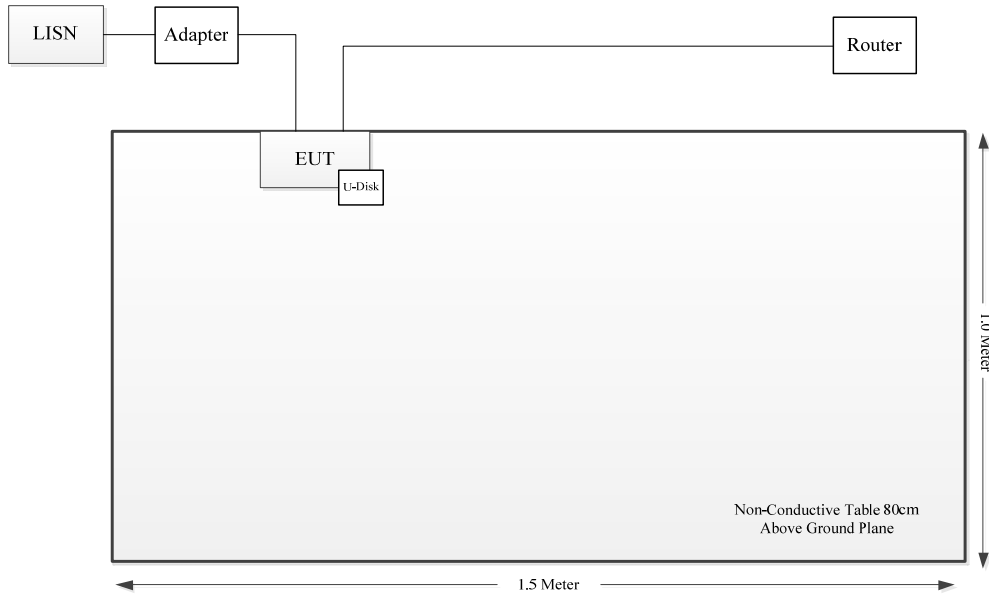 LISN
Adapter
Router
EUT
U-Disk
1.0 Meter
Non-Conductive Table 80cm
Above Ground Plane
1.5 Meter